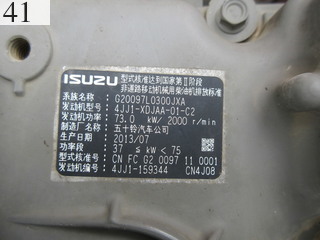 41
ISUZU
型式核准达到国家第Ⅱ阶段
非道路移动机械用柴油机排放标准
系族名称: G20097L0300JXA
发动机型号: 4JJ1-XDJAA-01-C2
发动机功率: 73.0 kW/ 2000 r/min
制造厂名称: 五十铃汽车公司
生产日期: 2013/07
功率段: 37 ≤ kW < 75
型式核准号: CN FC G2 0097 11 0001
发动机编号: 4JJ1-159344 CN4J08